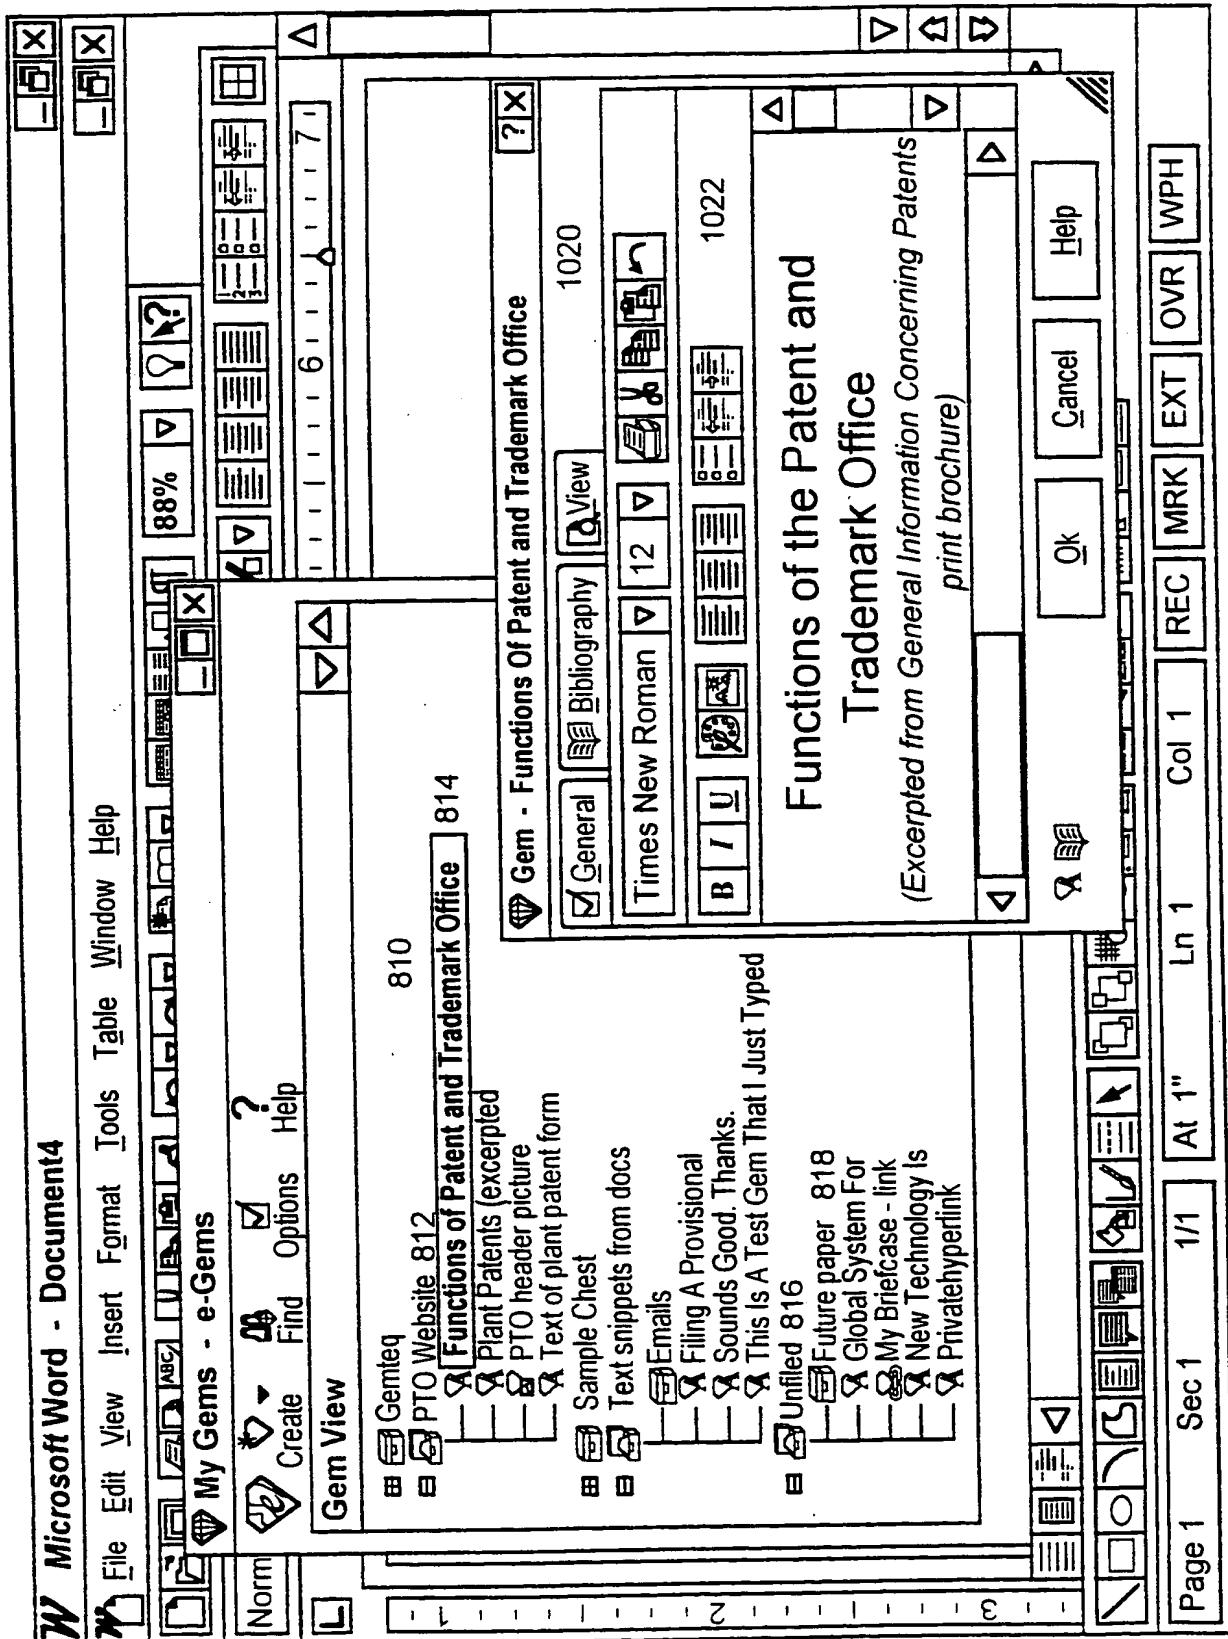 W Microsoft Word - Document4
File Edit View Insert Format Tools Table Window Help
ABC
88%
?
Norm
My Gems - e-Gems
Create Find Options Help
Gem View
Gemteq 810
PTO Website 812
Functions of Patent and Trademark Office 814
Plant Patents (excerpted
PTO header picture
Text of plant patent form
Sample Chest
Text snippets from docs
Emails
Filing A Provisional
Sounds Good. Thanks.
This Is A Test Gem That I Just Typed
Unfiled 816
Future paper 818
Global System For
My Briefcase - link
New Technology Is
Privatehyperlink
6 7
1 2 3
Gem - Functions Of Patent and Trademark Office ? X
General Bibliography View 1020
Times New Roman 12
B I U 1022
Functions of the Patent and
Trademark Office
(Excerpted from General Information Concerning Patents
print brochure)
Ok Cancel Help
Page 1 Sec 1 1/1 At 1" Ln 1 Col 1 REC MRK EXT OVR WPH